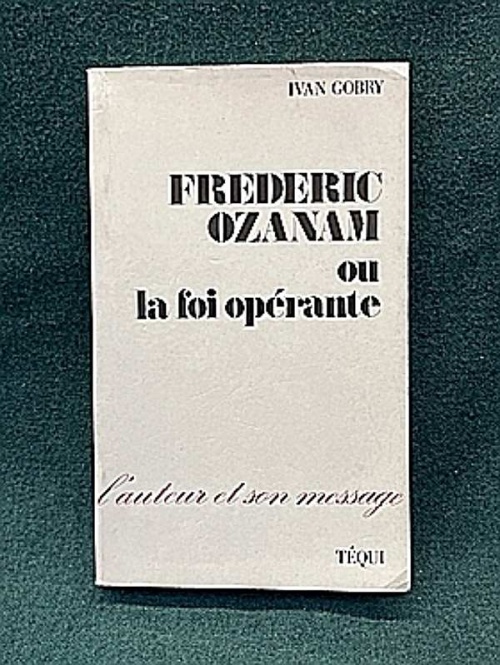 IVAN GOBRY
FREDERIC
OZANAM
ou
la foi opérante
l'auteur et son message
TÉQUI